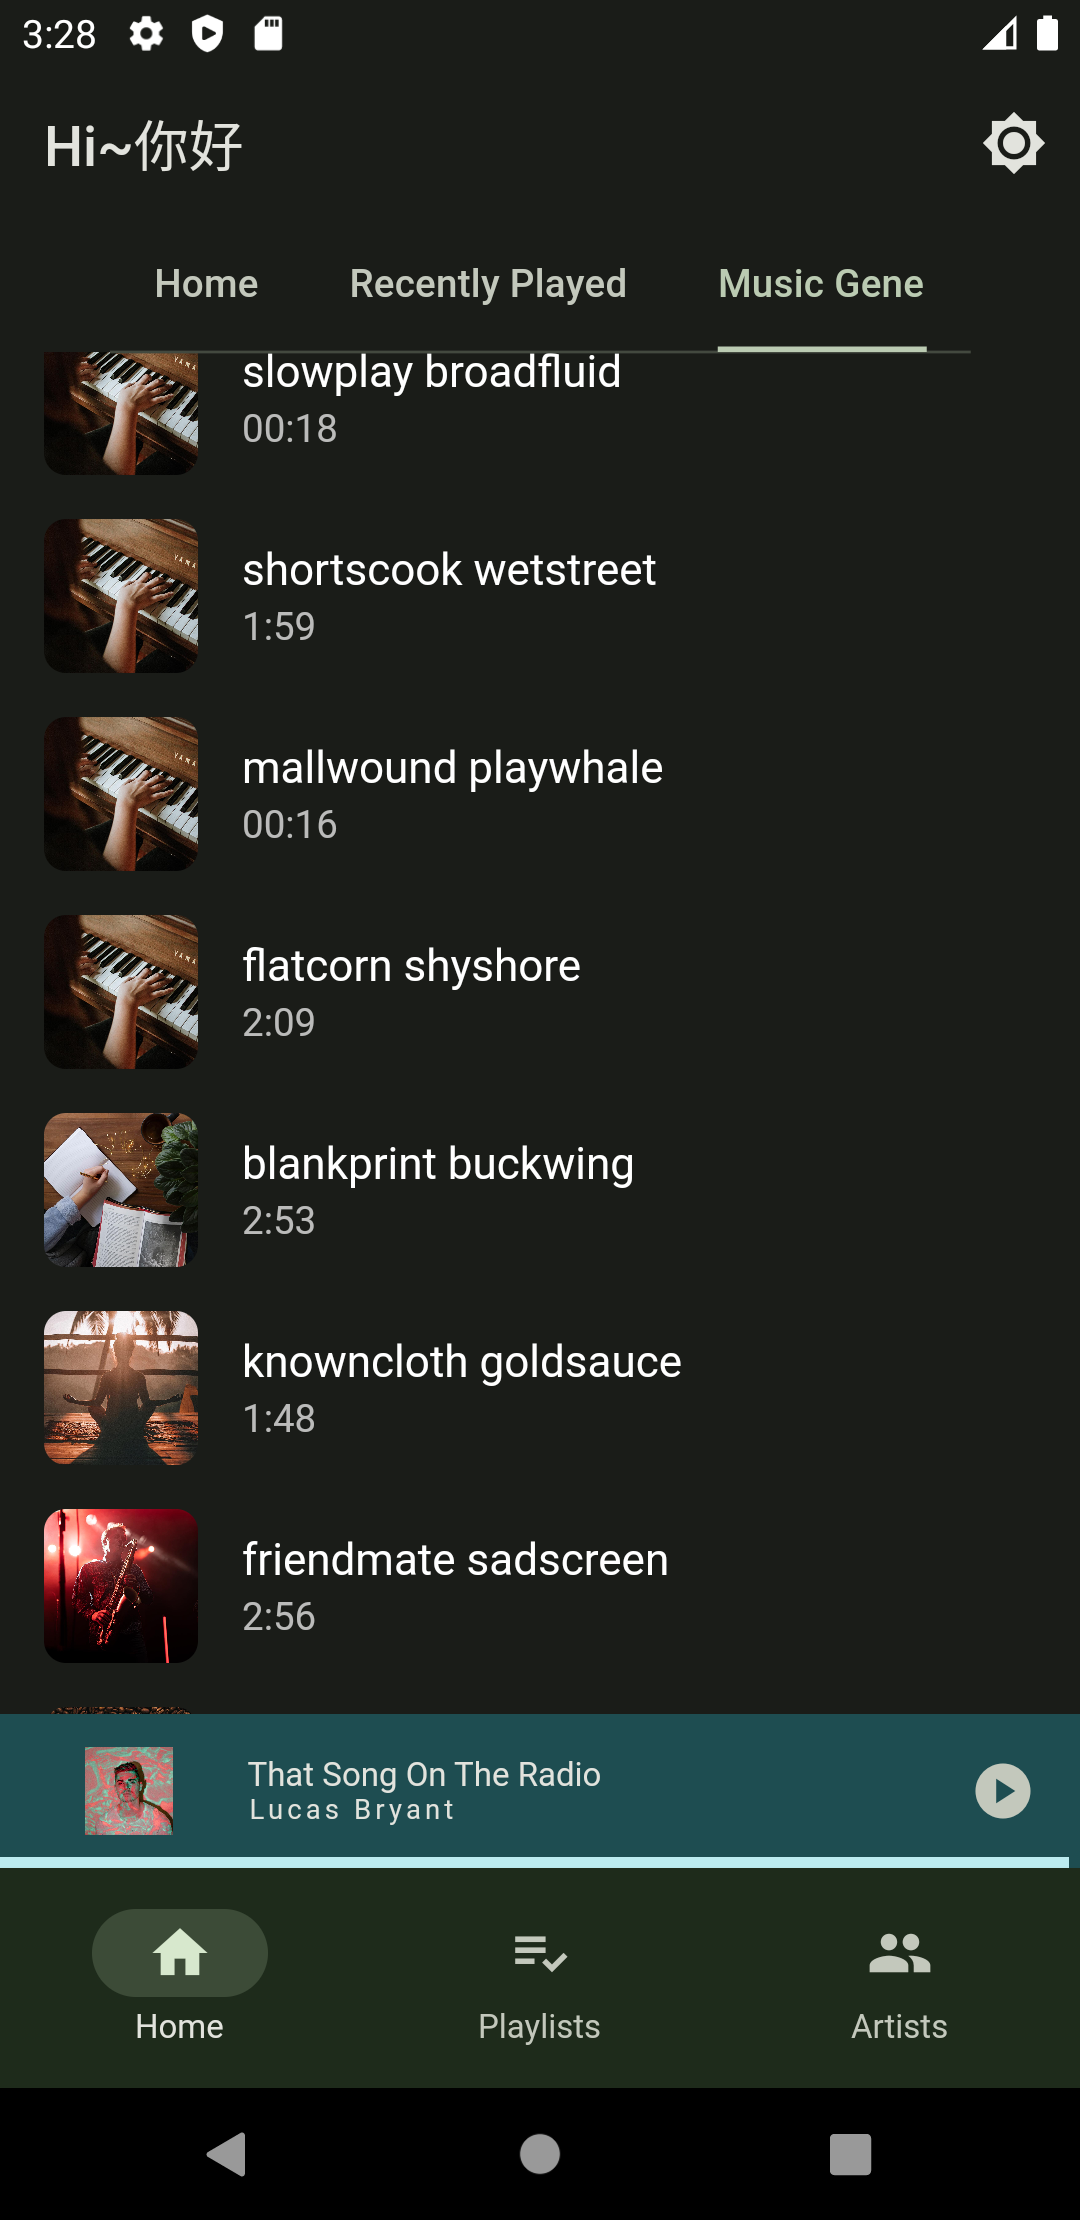 3:28
Hi~你好
Home Recently Played Music Gene
slowplay broadfluid
00:18
shortscook wetstreet
1:59
mallwound playwhale
00:16
flatcorn shyshore
2:09
blankprint buckwing
2:53
knowncloth goldsauce
1:48
friendmate sadscreen
2:56
That Song On The Radio
Lucas Bryant
Home Playlists Artists